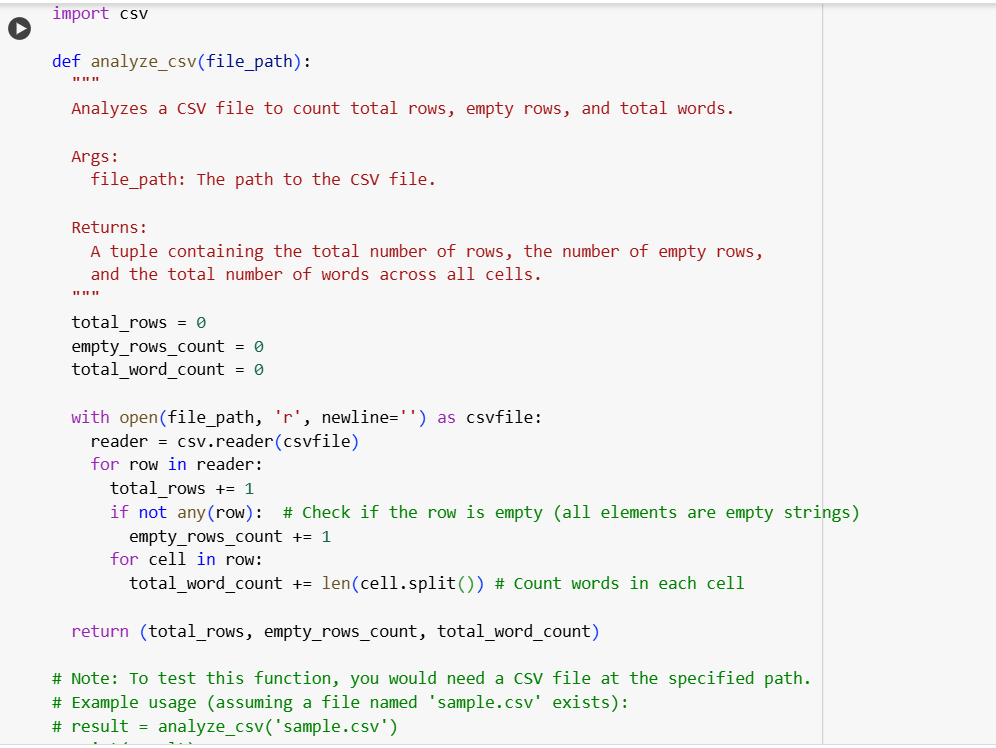 import csv
def analyze_csv(file_path):
"""
Analyzes a CSV file to count total rows, empty rows, and total words.
Args:
file_path: The path to the CSV file.
Returns:
A tuple containing the total number of rows, the number of empty rows,
and the total number of words across all cells.
"""
total_rows = 0
empty_rows_count = 0
total_word_count = 0
with open(file_path, 'r', newline='') as csvfile:
reader = csv.reader(csvfile)
for row in reader:
total_rows += 1
if not any(row):  # Check if the row is empty (all elements are empty strings)
empty_rows_count += 1
for cell in row:
total_word_count += len(cell.split()) # Count words in each cell
return (total_rows, empty_rows_count, total_word_count)
# Note: To test this function, you would need a CSV file at the specified path.
# Example usage (assuming a file named 'sample.csv' exists):
# result = analyze_csv('sample.csv')